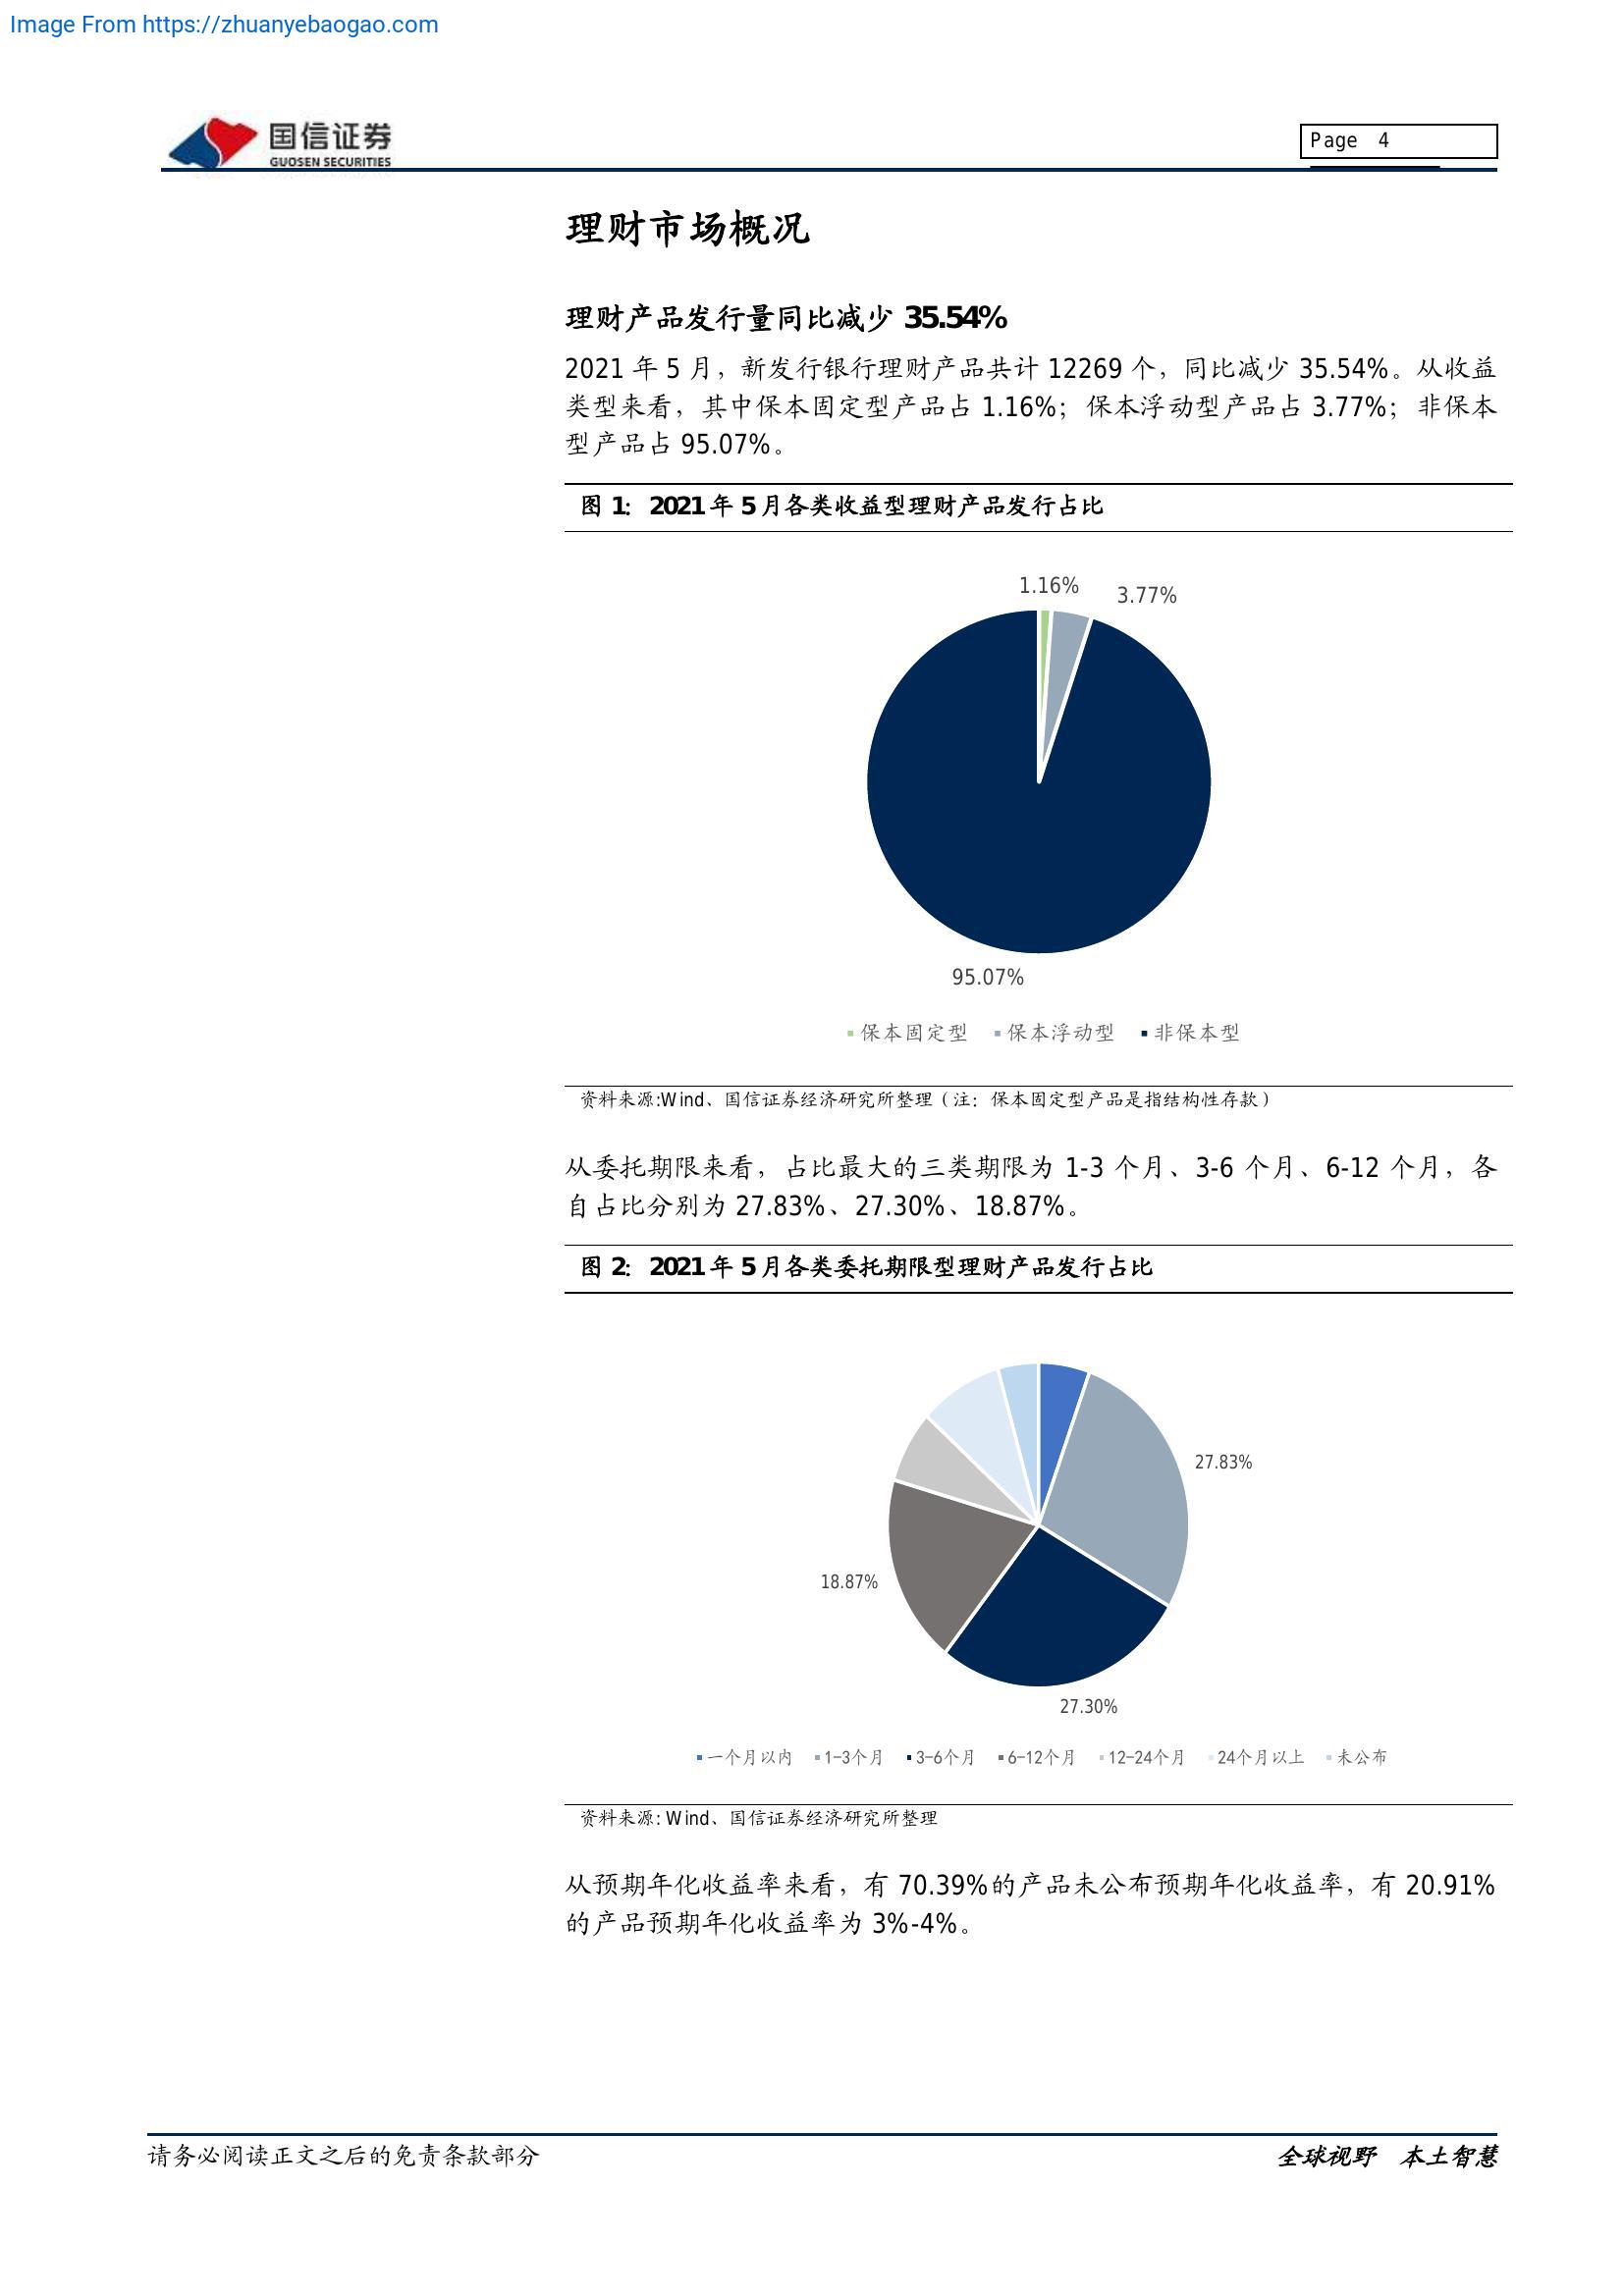 Image From https://zhuanyebaogao.com
国信证券
GUOSEN SECURITIES
Page 4
理财市场概况
理财产品发行量同比减少 35.54%
2021 年 5 月，新发行银行理财产品共计 12269 个，同比减少 35.54%。从收益
类型来看，其中保本固定型产品占 1.16%；保本浮动型产品占 3.77%；非保本
型产品占 95.07%。
图 1：2021 年 5 月各类收益型理财产品发行占比
1.16%
3.77%
95.07%
保本固定型 保本浮动型 非保本型
资料来源:Wind、国信证券经济研究所整理（注：保本固定型产品是指结构性存款）
从委托期限来看，占比最大的三类期限为 1-3 个月、3-6 个月、6-12 个月，各
自占比分别为 27.83%、27.30%、18.87%。
图 2：2021 年 5 月各类委托期限型理财产品发行占比
27.83%
18.87%
27.30%
一个月以内 1-3个月 3-6个月 6-12个月 12-24个月 24个月以上 未公布
资料来源: Wind、国信证券经济研究所整理
从预期年化收益率来看，有 70.39%的产品未公布预期年化收益率，有 20.91%
的产品预期年化收益率为 3%-4%。
请务必阅读正文之后的免责条款部分
全球视野 本土智慧